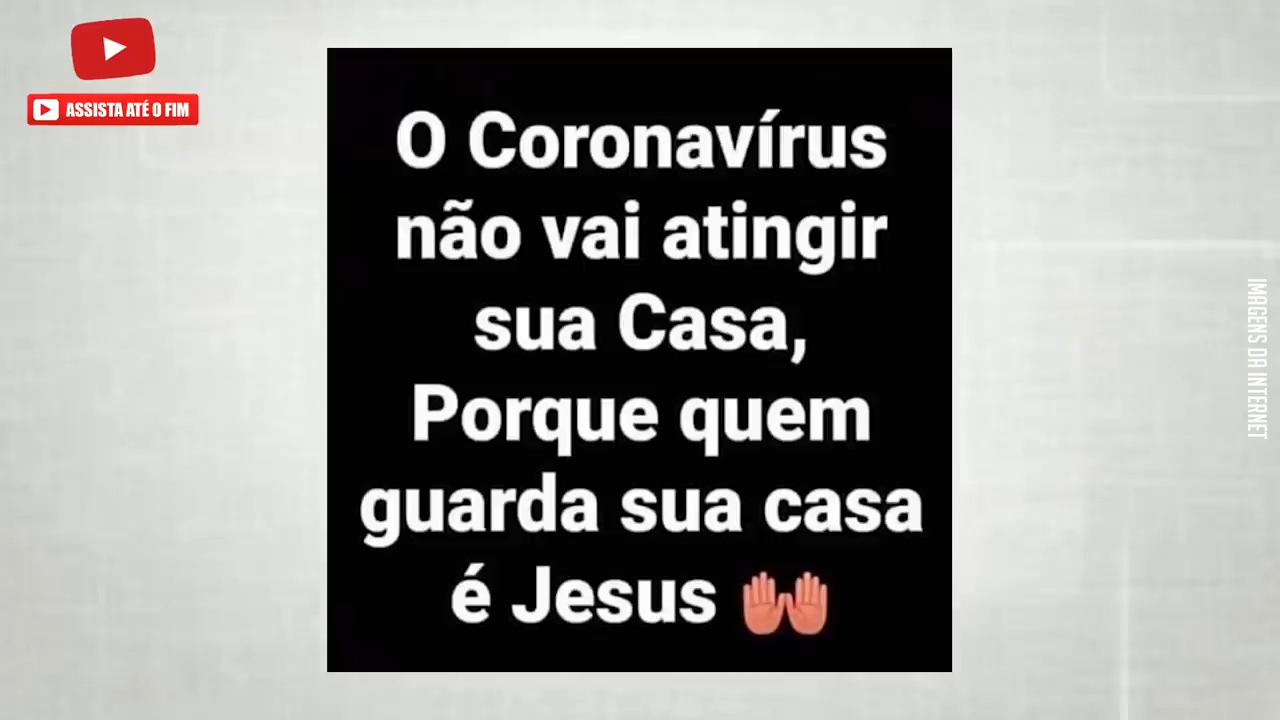 ASSISTA ATÉ O FIM
O Coronavírus
não vai atingir
sua Casa,
Porque quem
guarda sua casa
é Jesus 🙌
IMAGENS DA INTERNET